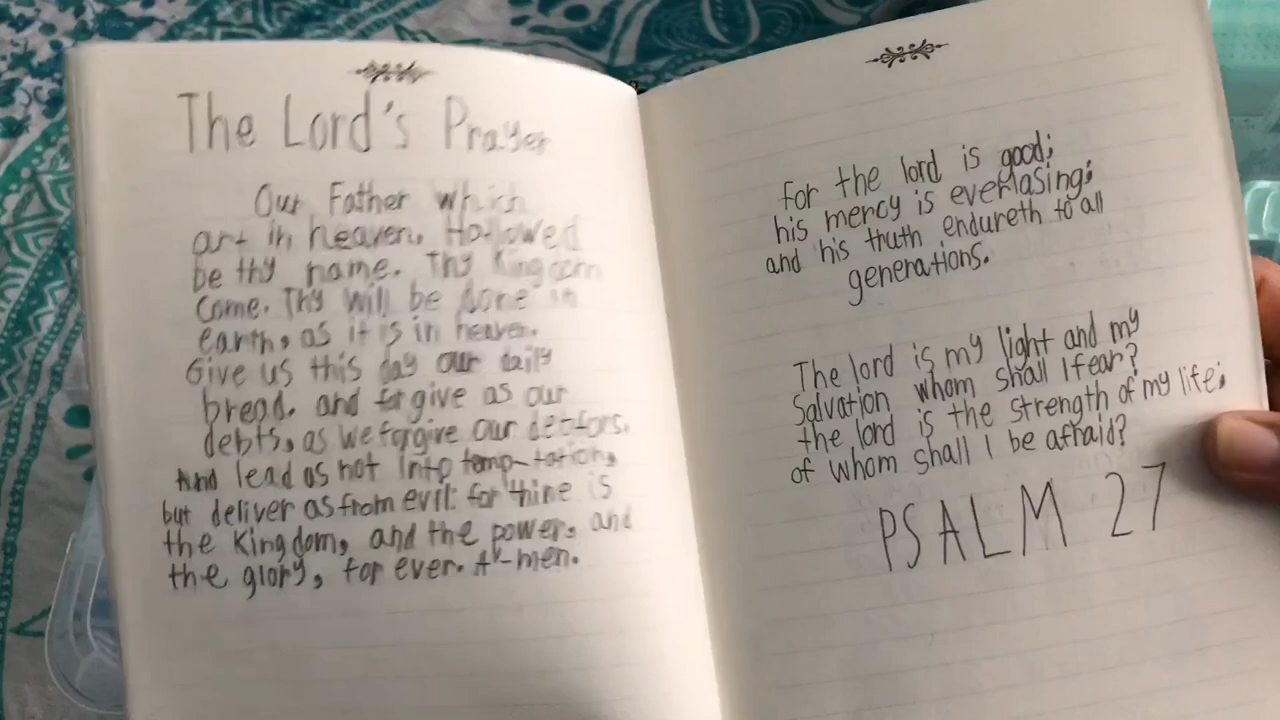 The Lord's Prayer
Our Father which
art in heaven. Hallowed
be thy name. Thy Kingdom
Come. Thy will be done in
earth, as it is in heaven.
Give us this day our daily
bread. and forgive as our
debts, as we forgive our debtors.
And lead as not into temp-tation,
but deliver as from evil: for thine is
the Kingdom, and the power, and
the glory, for ever. A-men.
for the lord is good;
his mercy is everlasing;
and his truth endureth to all
generations.
The lord is my light and my
Salvation whom shall I fear?
the lord is the strength of my life;
of whom shall I be afraid?
PSALM 27